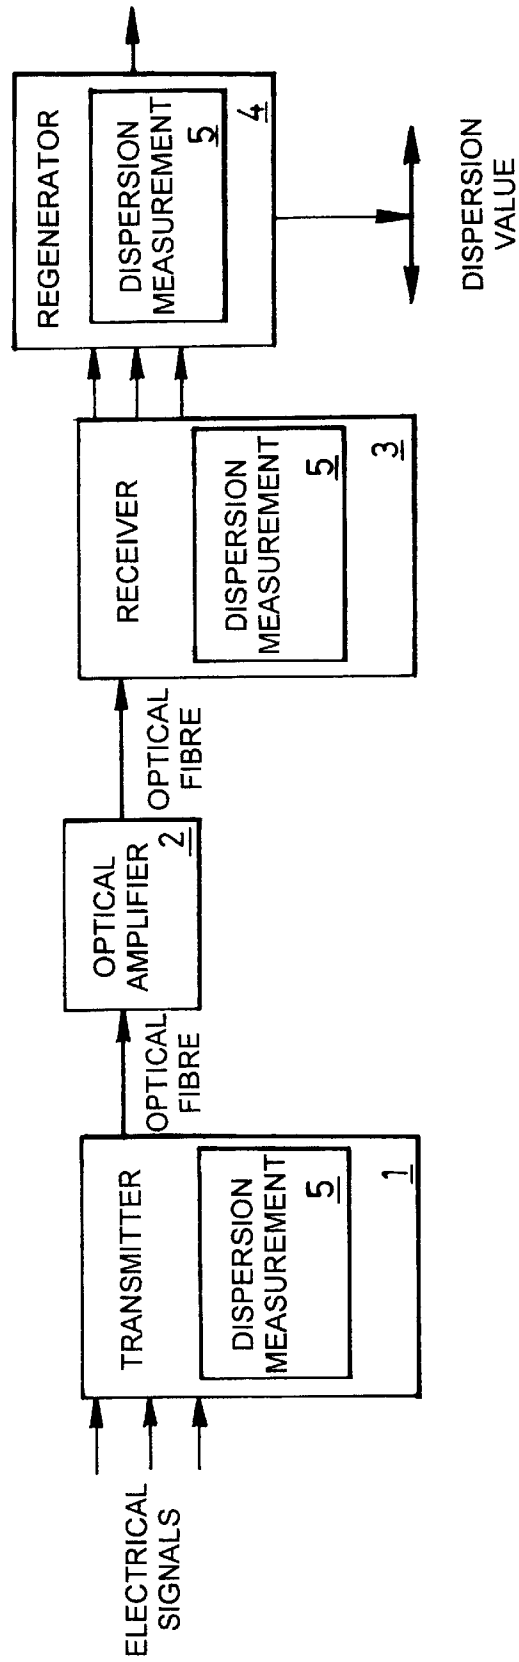 ELECTRICAL
SIGNALS
TRANSMITTER
DISPERSION
MEASUREMENT
5
1
OPTICAL
FIBRE
OPTICAL
AMPLIFIER
2
OPTICAL
FIBRE
RECEIVER
DISPERSION
MEASUREMENT
5
3
REGENERATOR
DISPERSION
MEASUREMENT
5
4
DISPERSION
VALUE